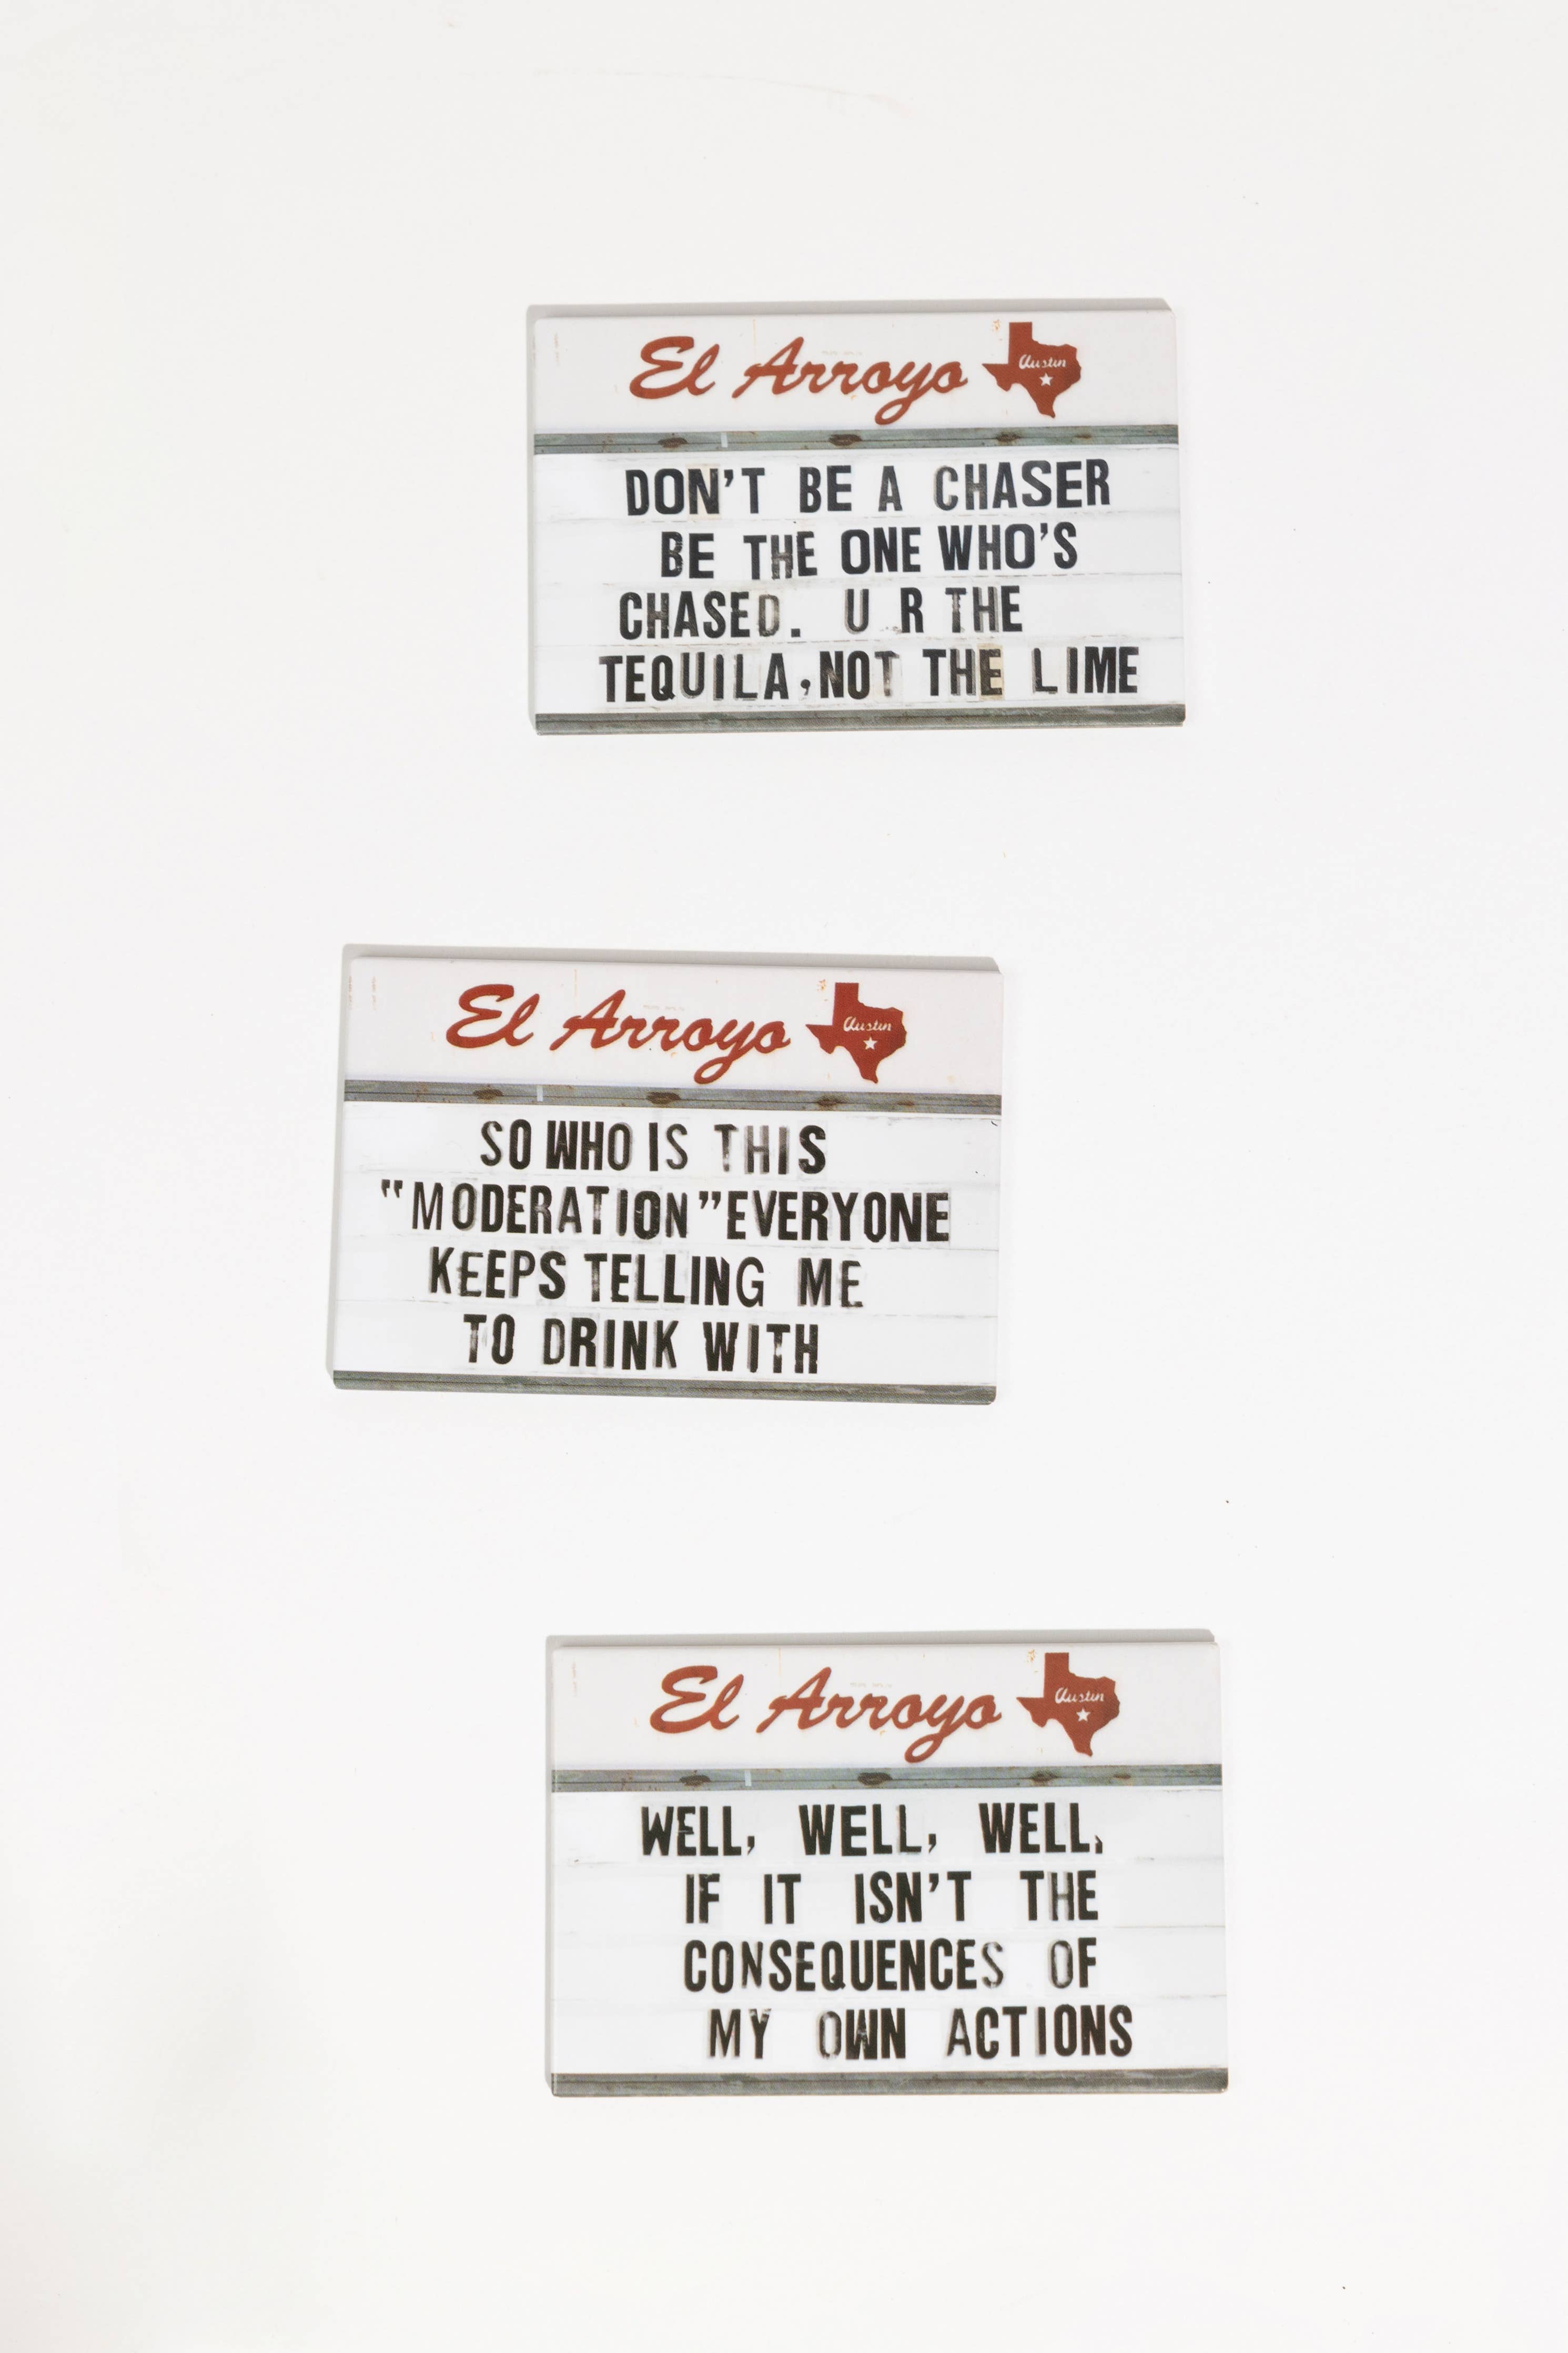 El Arroyo Austin
DON'T BE A CHASER
BE THE ONE WHO'S
CHASED. U R THE
TEQUILA, NOT THE LIME
El Arroyo Austin
SO WHO IS THIS
"MODERATION" EVERYONE
KEEPS TELLING ME
TO DRINK WITH
El Arroyo Austin
WELL, WELL, WELL,
IF IT ISN'T THE
CONSEQUENCES OF
MY OWN ACTIONS